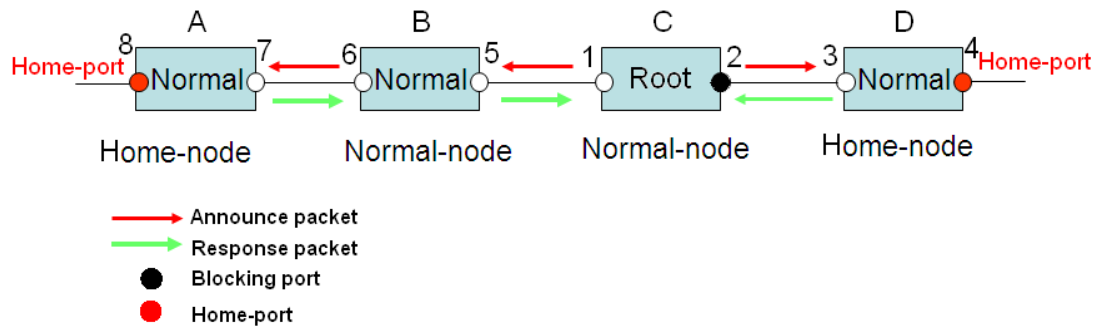 A B C D
8 7 6 5 1 2 3 4
Home-port Normal Normal Root Normal Home-port
Home-node Normal-node Normal-node Home-node
Announce packet
Response packet
Blocking port
Home-port